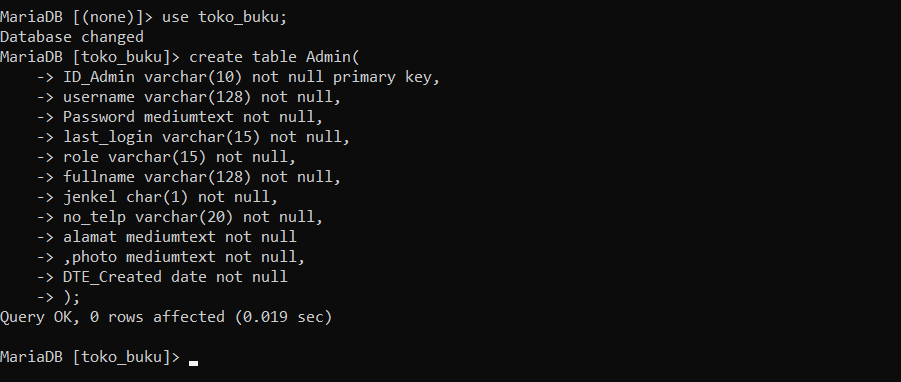 MariaDB [(none)]> use toko_buku;
Database changed
MariaDB [toko_buku]> create table Admin(
    -> ID_Admin varchar(10) not null primary key,
    -> username varchar(128) not null,
    -> Password mediumtext not null,
    -> last_login varchar(15) not null,
    -> role varchar(15) not null,
    -> fullname varchar(128) not null,
    -> jenkel char(1) not null,
    -> no_telp varchar(20) not null,
    -> alamat mediumtext not null
    -> ,photo mediumtext not null,
    -> DTE_Created date not null
    -> );
Query OK, 0 rows affected (0.019 sec)
MariaDB [toko_buku]>